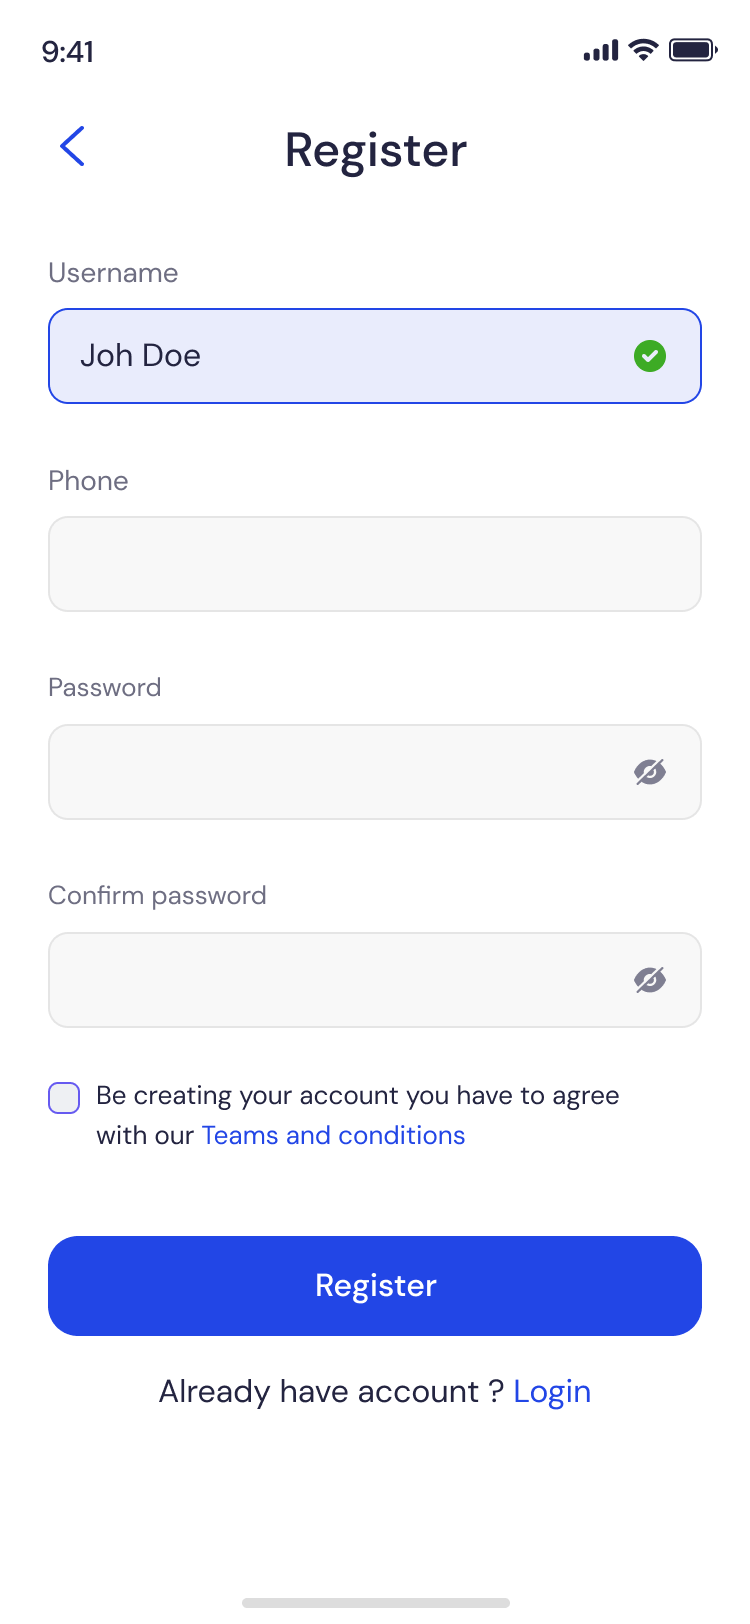 9:41
Register
Username
Joh Doe
Phone
Password
Confirm password
Be creating your account you have to agree
with our Teams and conditions
Register
Already have account ? Login